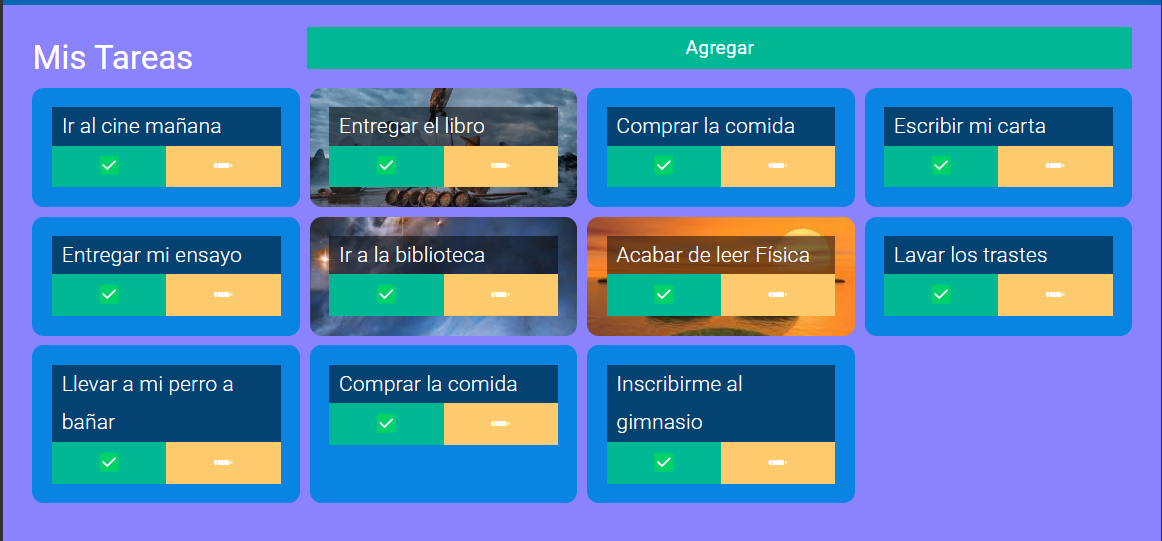 Mis Tareas
Agregar
Ir al cine mañana
Entregar el libro
Comprar la comida
Escribir mi carta
Entregar mi ensayo
Ir a la biblioteca
Acabar de leer Física
Lavar los trastes
Llevar a mi perro a
bañar
Comprar la comida
Inscribirme al
gimnasio